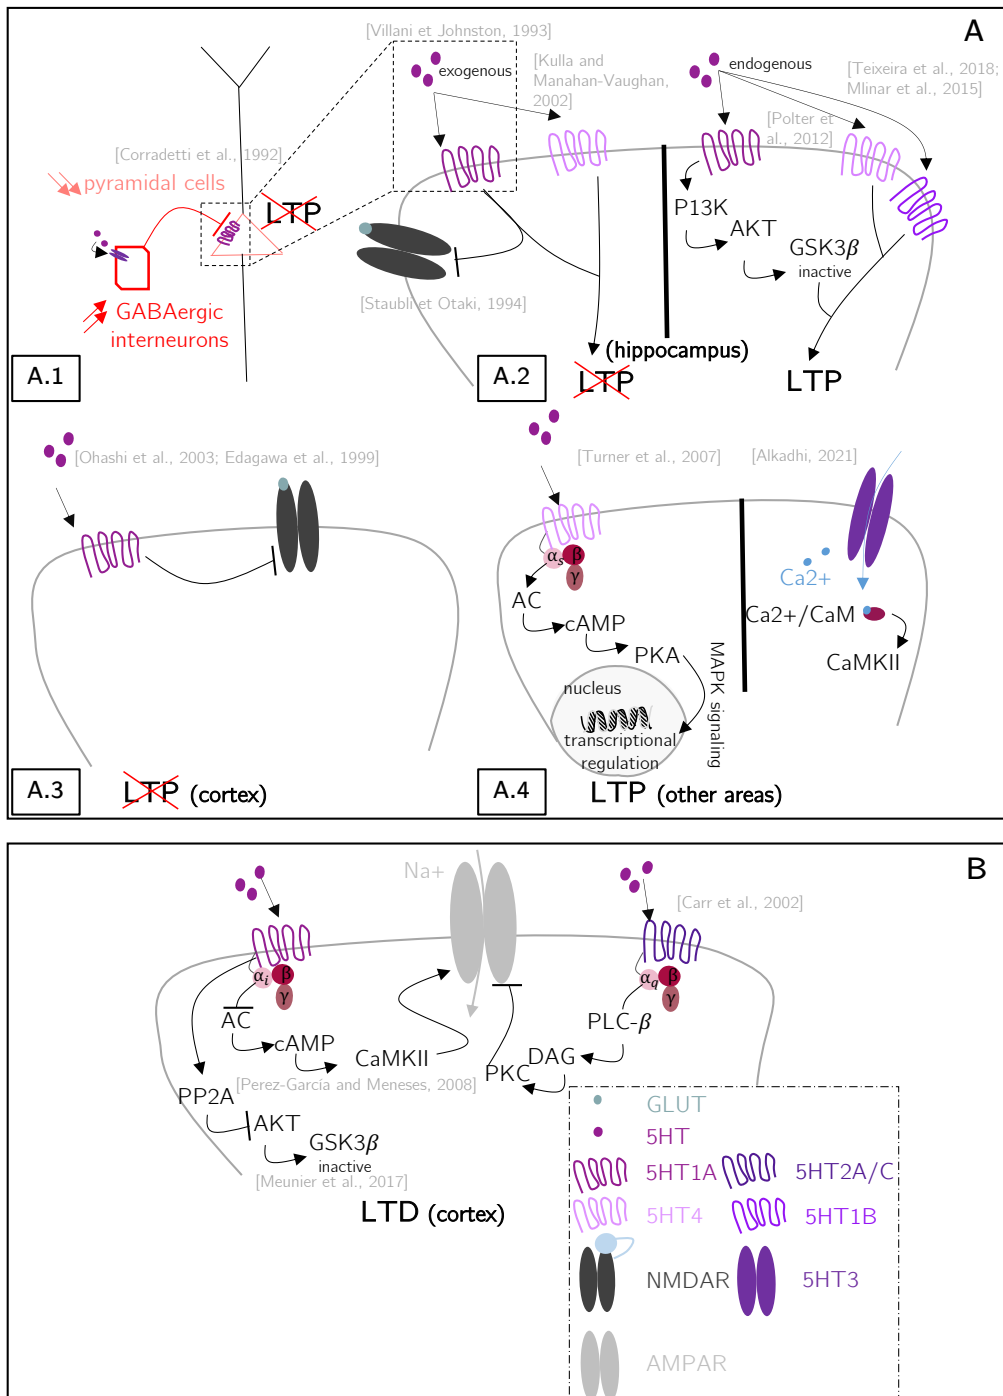 A
[Villani et Johnston, 1993]
exogenous
[Kulla and
Manahan-Vaughan,
2002]
endogenous
[Teixeira et al., 2018;
Mlinar et al., 2015]
[Polter et
al., 2012]
[Corradetti et al., 1992]
pyramidal cells
LTP
GABAergic
interneurons
A.1
[Staubli et Otaki, 1994]
P13K
AKT
GSK3β
inactive
(hippocampus)
A.2
LTP
LTP
[Ohashi et al., 2003; Edagawa et al., 1999]
A.3
LTP (cortex)
[Turner et al., 2007]
[Alkadhi, 2021]
αs
β
γ
AC
cAMP
PKA
MAPK signaling
nucleus
transcriptional
regulation
Ca2+
Ca2+/CaM
CaMKII
A.4
LTP (other areas)
B
Na+
[Carr et al., 2002]
αi
β
γ
AC
cAMP
CaMKII
[Perez-García and Meneses, 2008]
PP2A
AKT
GSK3β
inactive
[Meunier et al., 2017]
αq
β
γ
PLC-β
DAG
PKC
LTD (cortex)
GLUT
5HT
5HT1A
5HT2A/C
5HT4
5HT1B
NMDAR
5HT3
AMPAR